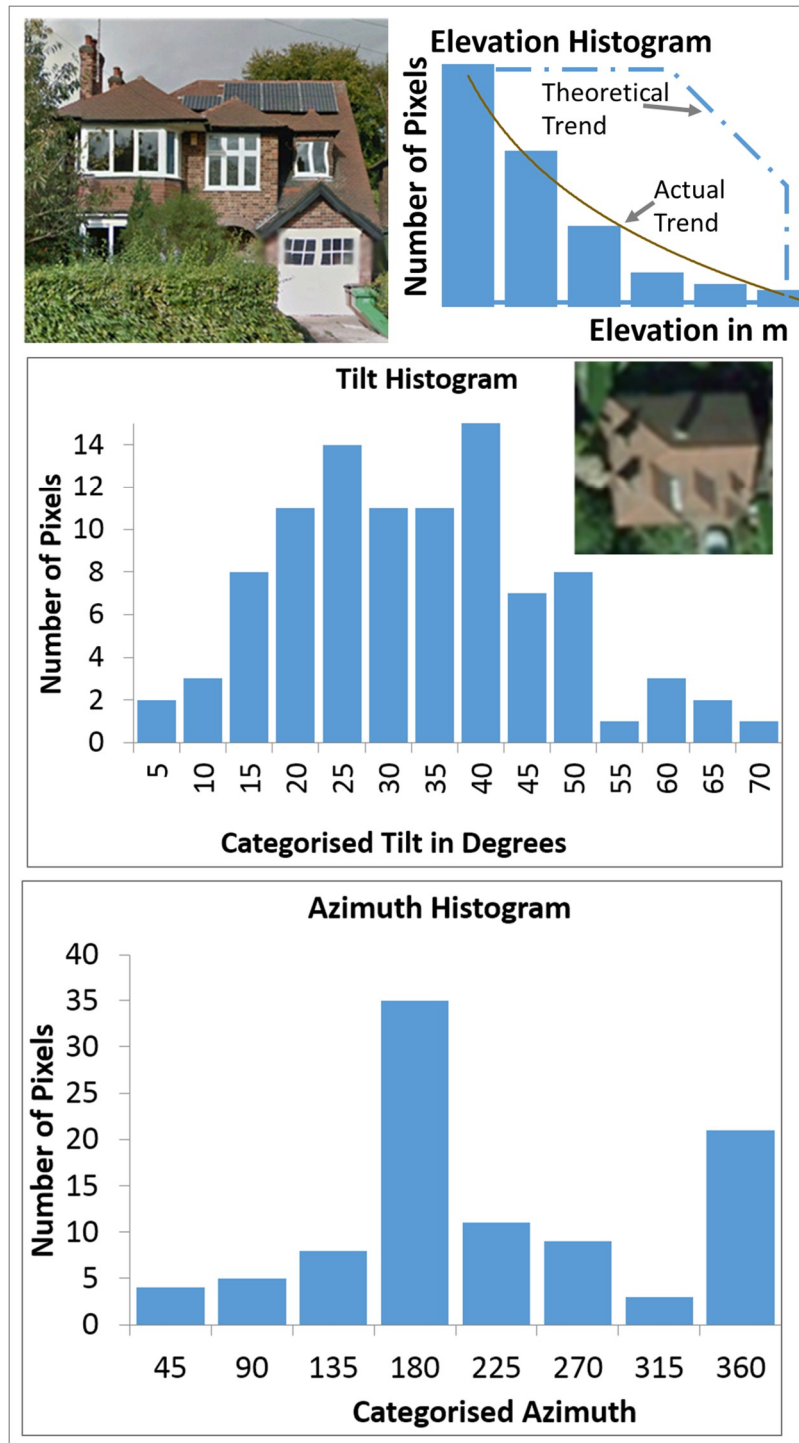 Elevation Histogram
Number of Pixels
Theoretical
Trend
Actual
Trend
Elevation in m
Tilt Histogram
Number of Pixels
14
12
10
8
6
4
2
0
5 10 15 20 25 30 35 40 45 50 55 60 65 70
Categorised Tilt in Degrees
Azimuth Histogram
Number of Pixels
40
35
30
25
20
15
10
5
0
45 90 135 180 225 270 315 360
Categorised Azimuth